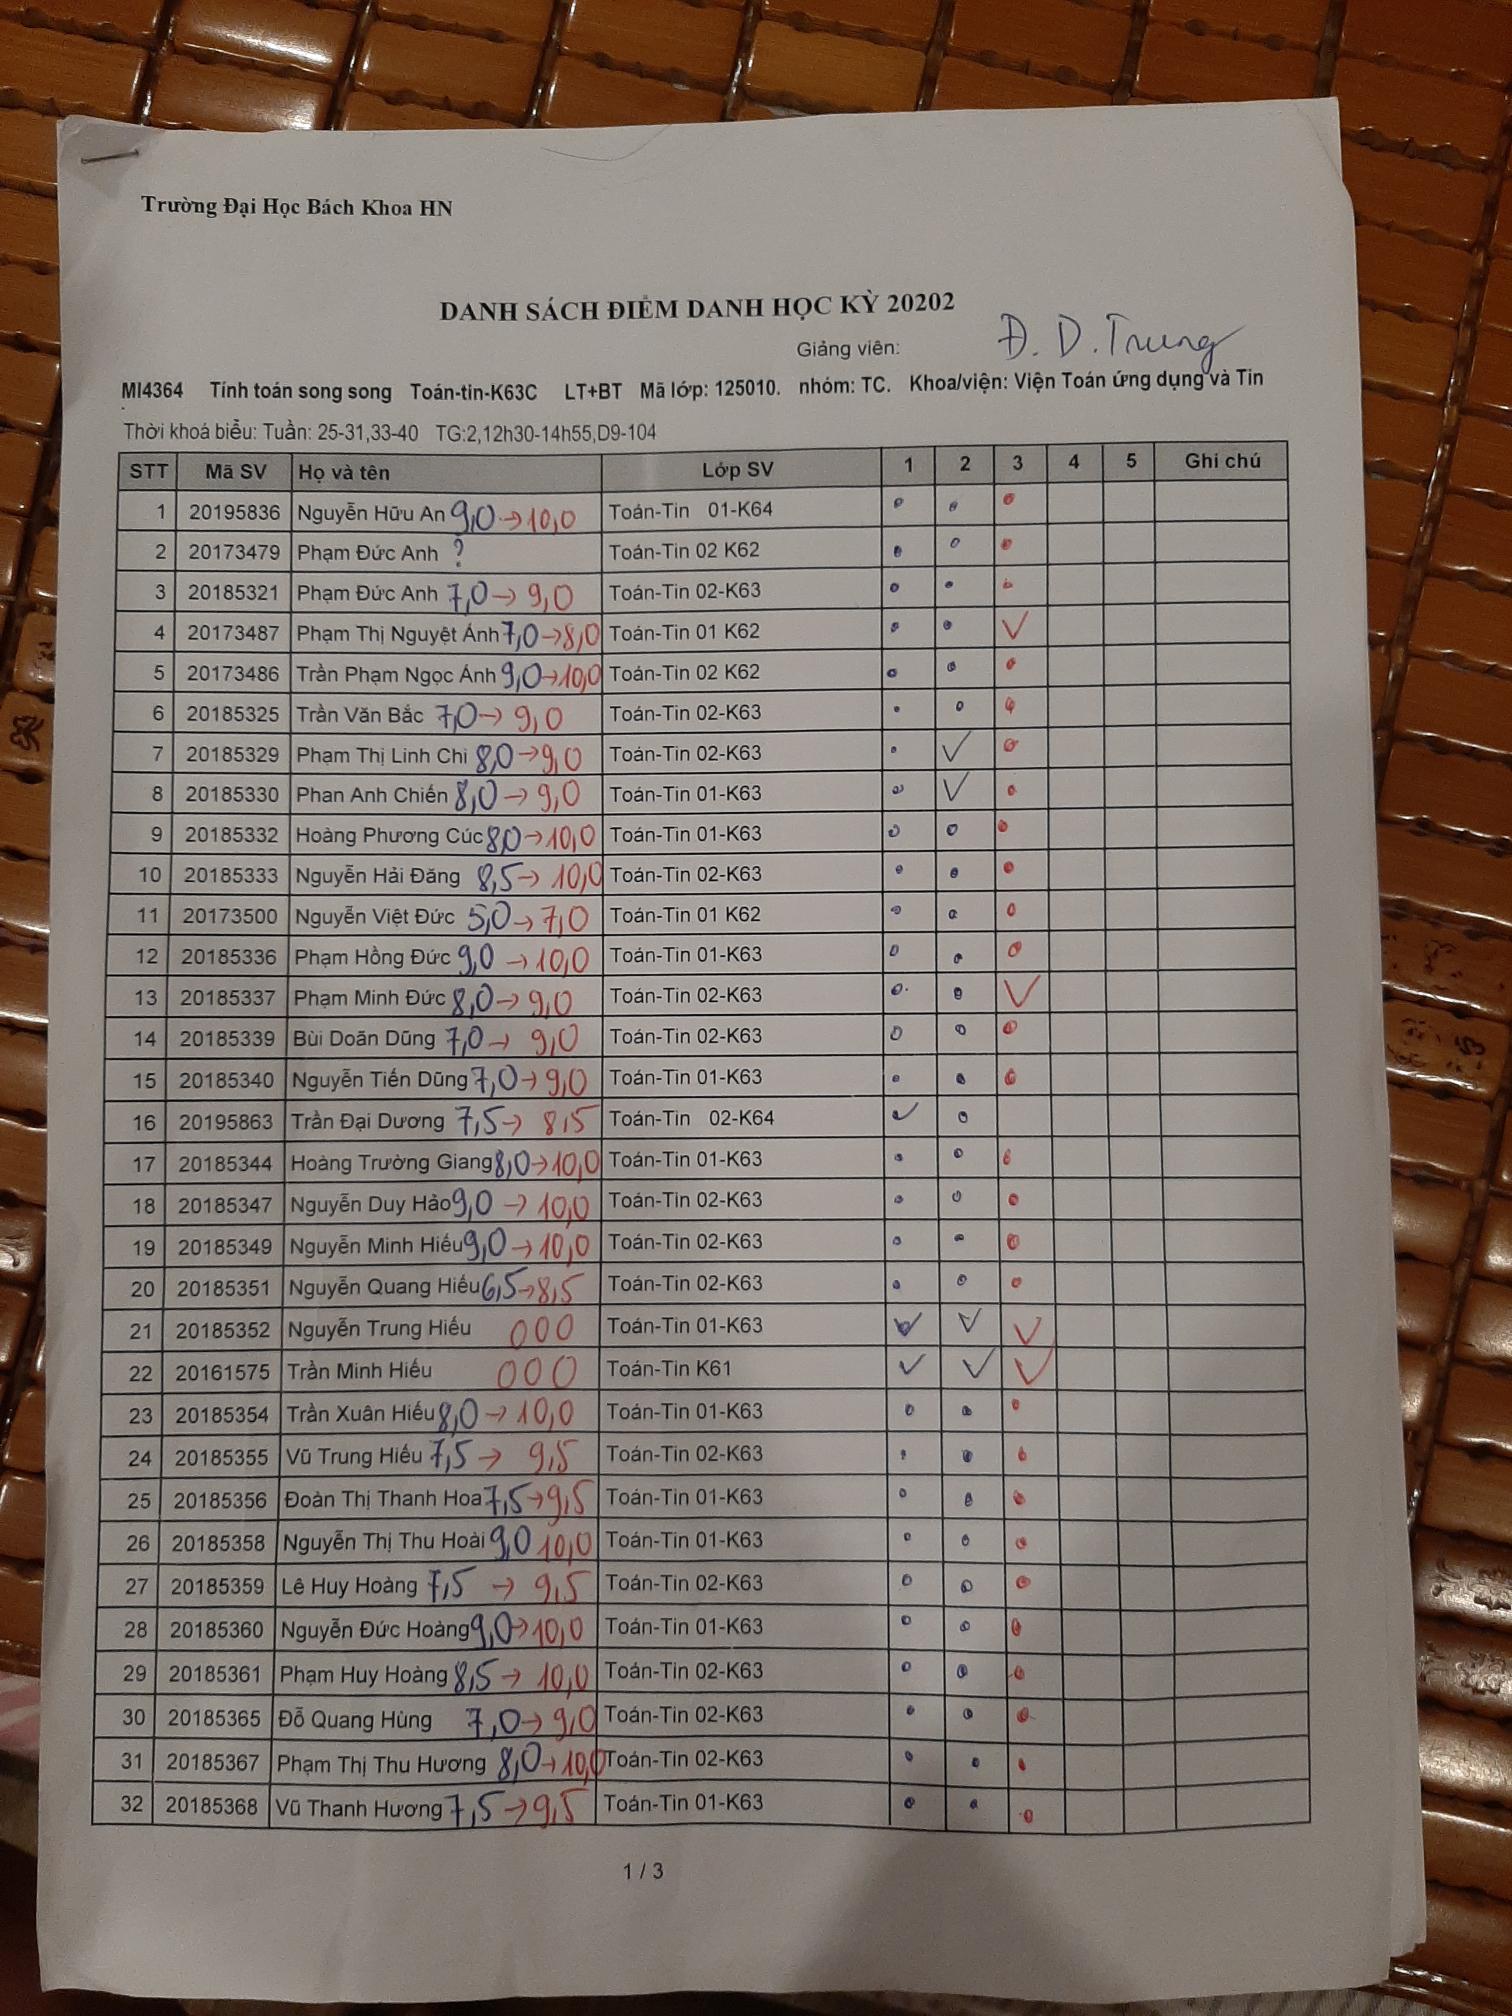 Trường Đại Học Bách Khoa HN
DANH SÁCH ĐIỂM DANH HỌC KỲ 20202
Giảng viên: Đ. D. Trung
MI4364 Tính toán song song Toán-tin-K63C LT+BT Mã lớp: 125010. nhóm: TC. Khoa/viện: Viện Toán ứng dụng và Tin
Thời khoá biểu: Tuần: 25-31,33-40 TG:2,12h30-14h55,D9-104
STT Mã SV Họ và tên Lớp SV 1 2 3 4 5 Ghi chú
1 20195836 Nguyễn Hữu An 9,0 → 10,0 Toán-Tin 01-K64
2 20173479 Phạm Đức Anh ? Toán-Tin 02 K62
3 20185321 Phạm Đức Anh 7,0 → 9,0 Toán-Tin 02-K63
4 20173487 Phạm Thị Nguyệt Ánh 7,0 → 8,0 Toán-Tin 01 K62 ✓
5 20173486 Trần Phạm Ngọc Ánh 9,0 → 10,0 Toán-Tin 02 K62
6 20185325 Trần Văn Bắc 7,0 → 9,0 Toán-Tin 02-K63
7 20185329 Phạm Thị Linh Chi 8,0 → 9,0 Toán-Tin 02-K63 ✓
8 20185330 Phan Anh Chiến 8,0 → 9,0 Toán-Tin 01-K63 ✓
9 20185332 Hoàng Phương Cúc 8,0 → 10,0 Toán-Tin 01-K63
10 20185333 Nguyễn Hải Đăng 8,5 → 10,0 Toán-Tin 02-K63
11 20173500 Nguyễn Việt Đức 5,0 → 7,0 Toán-Tin 01 K62
12 20185336 Phạm Hồng Đức 9,0 → 10,0 Toán-Tin 01-K63
13 20185337 Phạm Minh Đức 8,0 → 9,0 Toán-Tin 02-K63 ✓
14 20185339 Bùi Doãn Dũng 7,0 → 9,0 Toán-Tin 02-K63
15 20185340 Nguyễn Tiến Dũng 7,0 → 9,0 Toán-Tin 01-K63
16 20195863 Trần Đại Dương 7,5 → 8,5 Toán-Tin 02-K64 ✓
17 20185344 Hoàng Trường Giang 8,0 → 10,0 Toán-Tin 01-K63
18 20185347 Nguyễn Duy Hảo 9,0 → 10,0 Toán-Tin 02-K63
19 20185349 Nguyễn Minh Hiếu 9,0 → 10,0 Toán-Tin 02-K63
20 20185351 Nguyễn Quang Hiếu 6,5 → 8,5 Toán-Tin 02-K63
21 20185352 Nguyễn Trung Hiếu 000 Toán-Tin 01-K63 ✓ ✓ ✓
22 20161575 Trần Minh Hiếu 000 Toán-Tin K61 ✓ ✓ ✓
23 20185354 Trần Xuân Hiếu 8,0 → 10,0 Toán-Tin 01-K63
24 20185355 Vũ Trung Hiếu 7,5 → 9,5 Toán-Tin 02-K63
25 20185356 Đoàn Thị Thanh Hoa 7,5 → 9,5 Toán-Tin 01-K63
26 20185358 Nguyễn Thị Thu Hoài 9,0 10,0 Toán-Tin 01-K63
27 20185359 Lê Huy Hoàng 7,5 → 9,5 Toán-Tin 02-K63
28 20185360 Nguyễn Đức Hoàng 9,0 → 10,0 Toán-Tin 01-K63
29 20185361 Phạm Huy Hoàng 8,5 → 10,0 Toán-Tin 02-K63
30 20185365 Đỗ Quang Hùng 7,0 → 9,0 Toán-Tin 02-K63
31 20185367 Phạm Thị Thu Hương 8,0 → 10,0 Toán-Tin 02-K63
32 20185368 Vũ Thanh Hương 7,5 → 9,5 Toán-Tin 01-K63
1 / 3